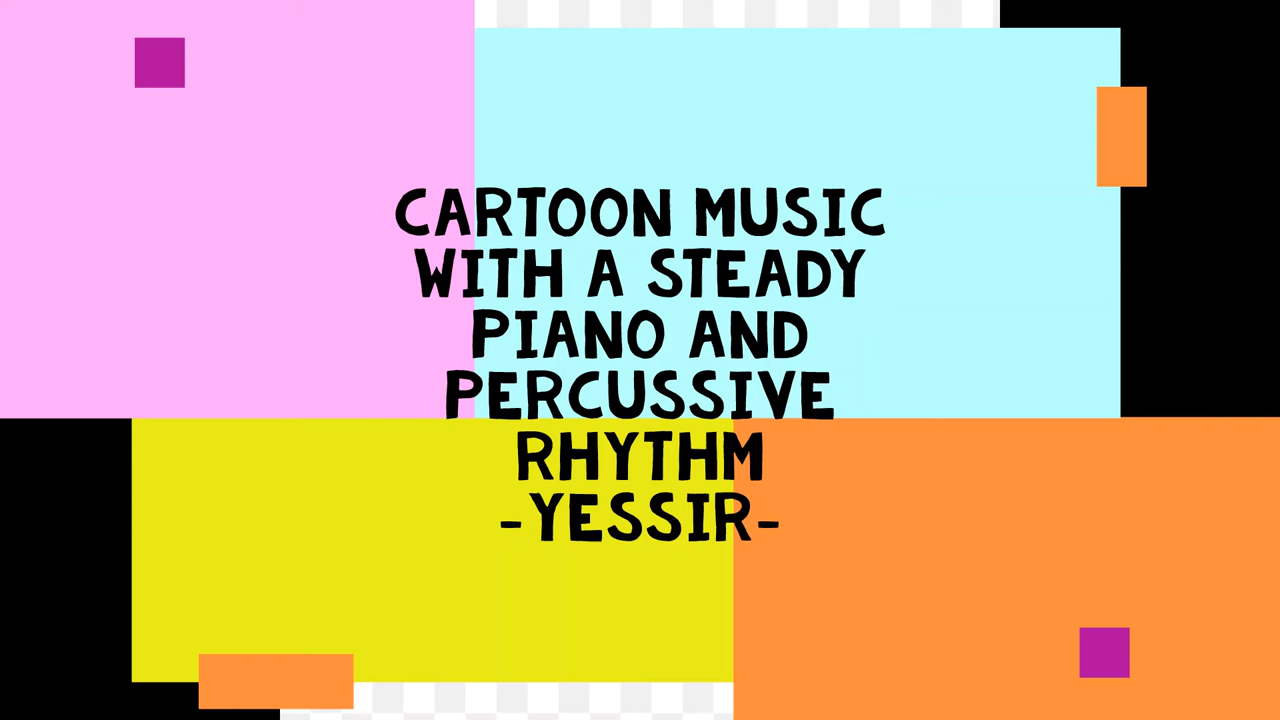 CARTOON MUSIC
WITH A STEADY
PIANO AND
PERCUSSIVE
RHYTHM
-YESSIR-